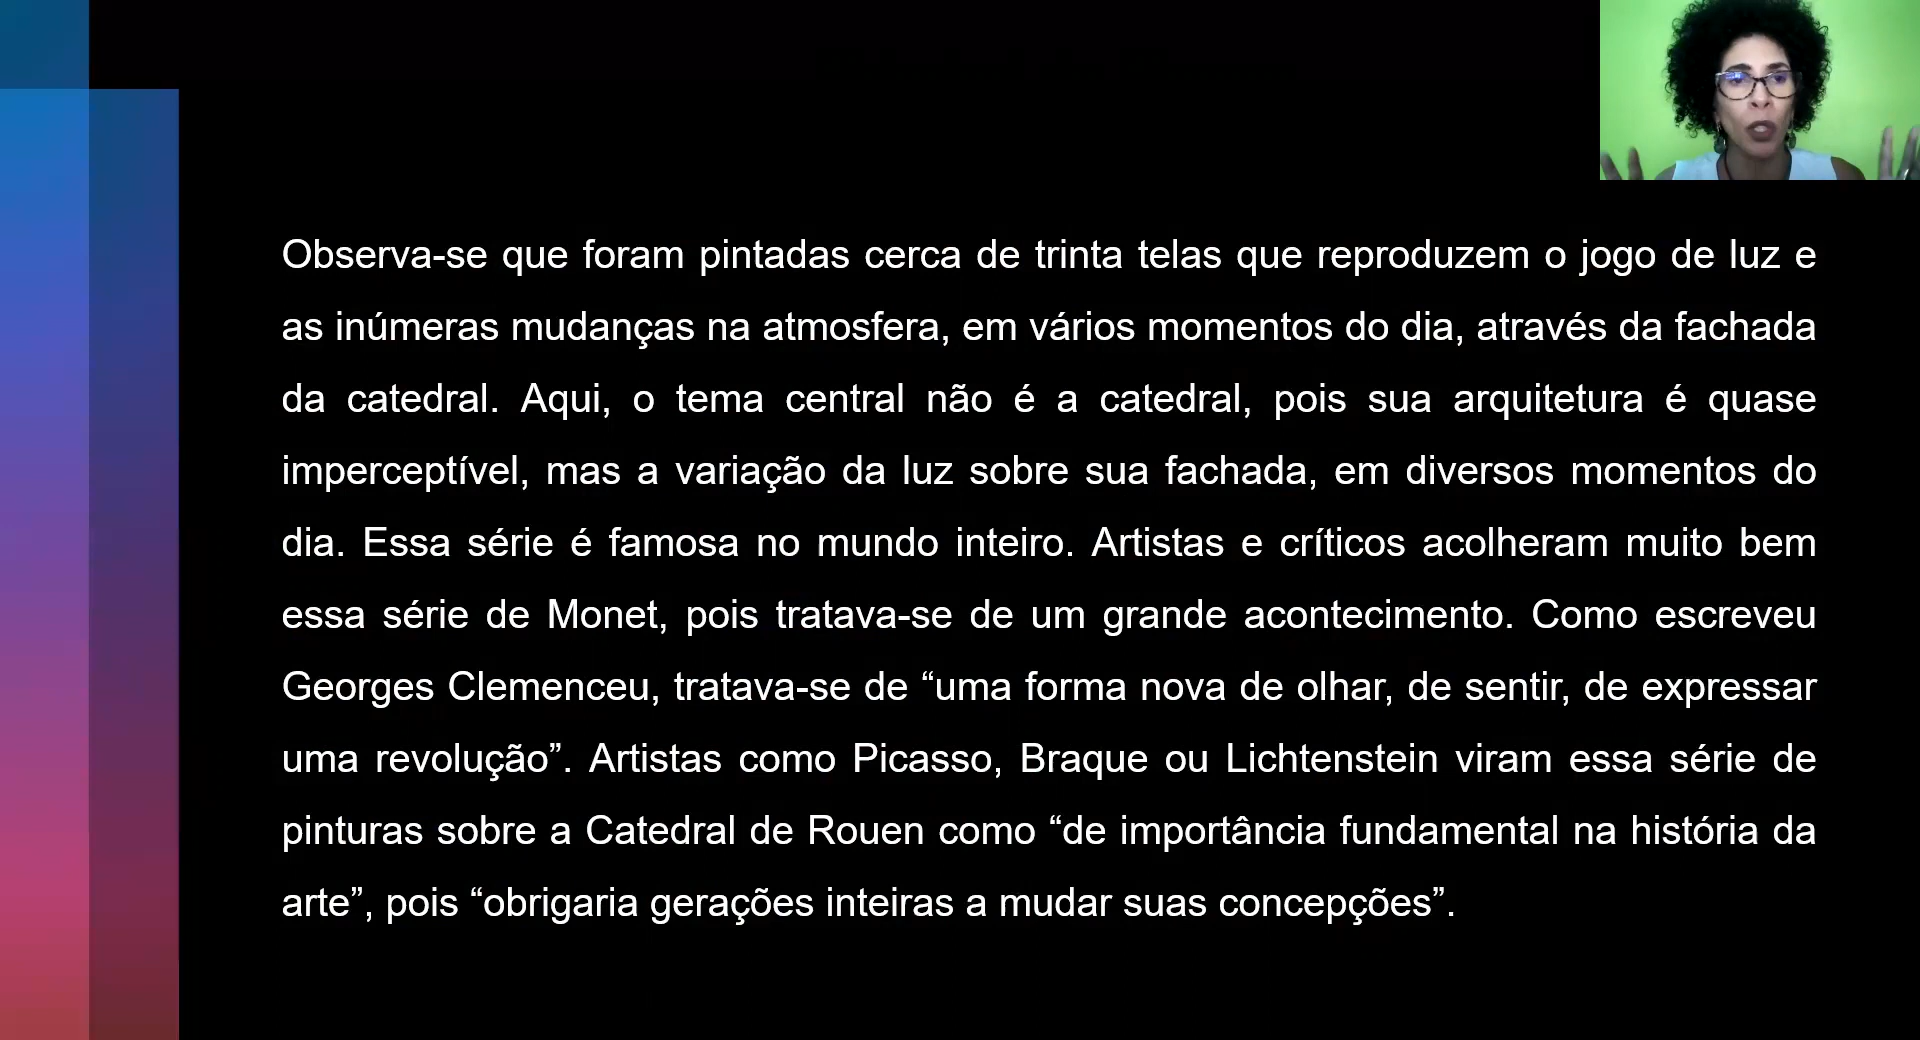 Observa-se que foram pintadas cerca de trinta telas que reproduzem o jogo de luz e
as inúmeras mudanças na atmosfera, em vários momentos do dia, através da fachada
da catedral. Aqui, o tema central não é a catedral, pois sua arquitetura é quase
imperceptível, mas a variação da luz sobre sua fachada, em diversos momentos do
dia. Essa série é famosa no mundo inteiro. Artistas e críticos acolheram muito bem
essa série de Monet, pois tratava-se de um grande acontecimento. Como escreveu
Georges Clemenceu, tratava-se de “uma forma nova de olhar, de sentir, de expressar
uma revolução”. Artistas como Picasso, Braque ou Lichtenstein viram essa série de
pinturas sobre a Catedral de Rouen como “de importância fundamental na história da
arte”, pois “obrigaria gerações inteiras a mudar suas concepções”.